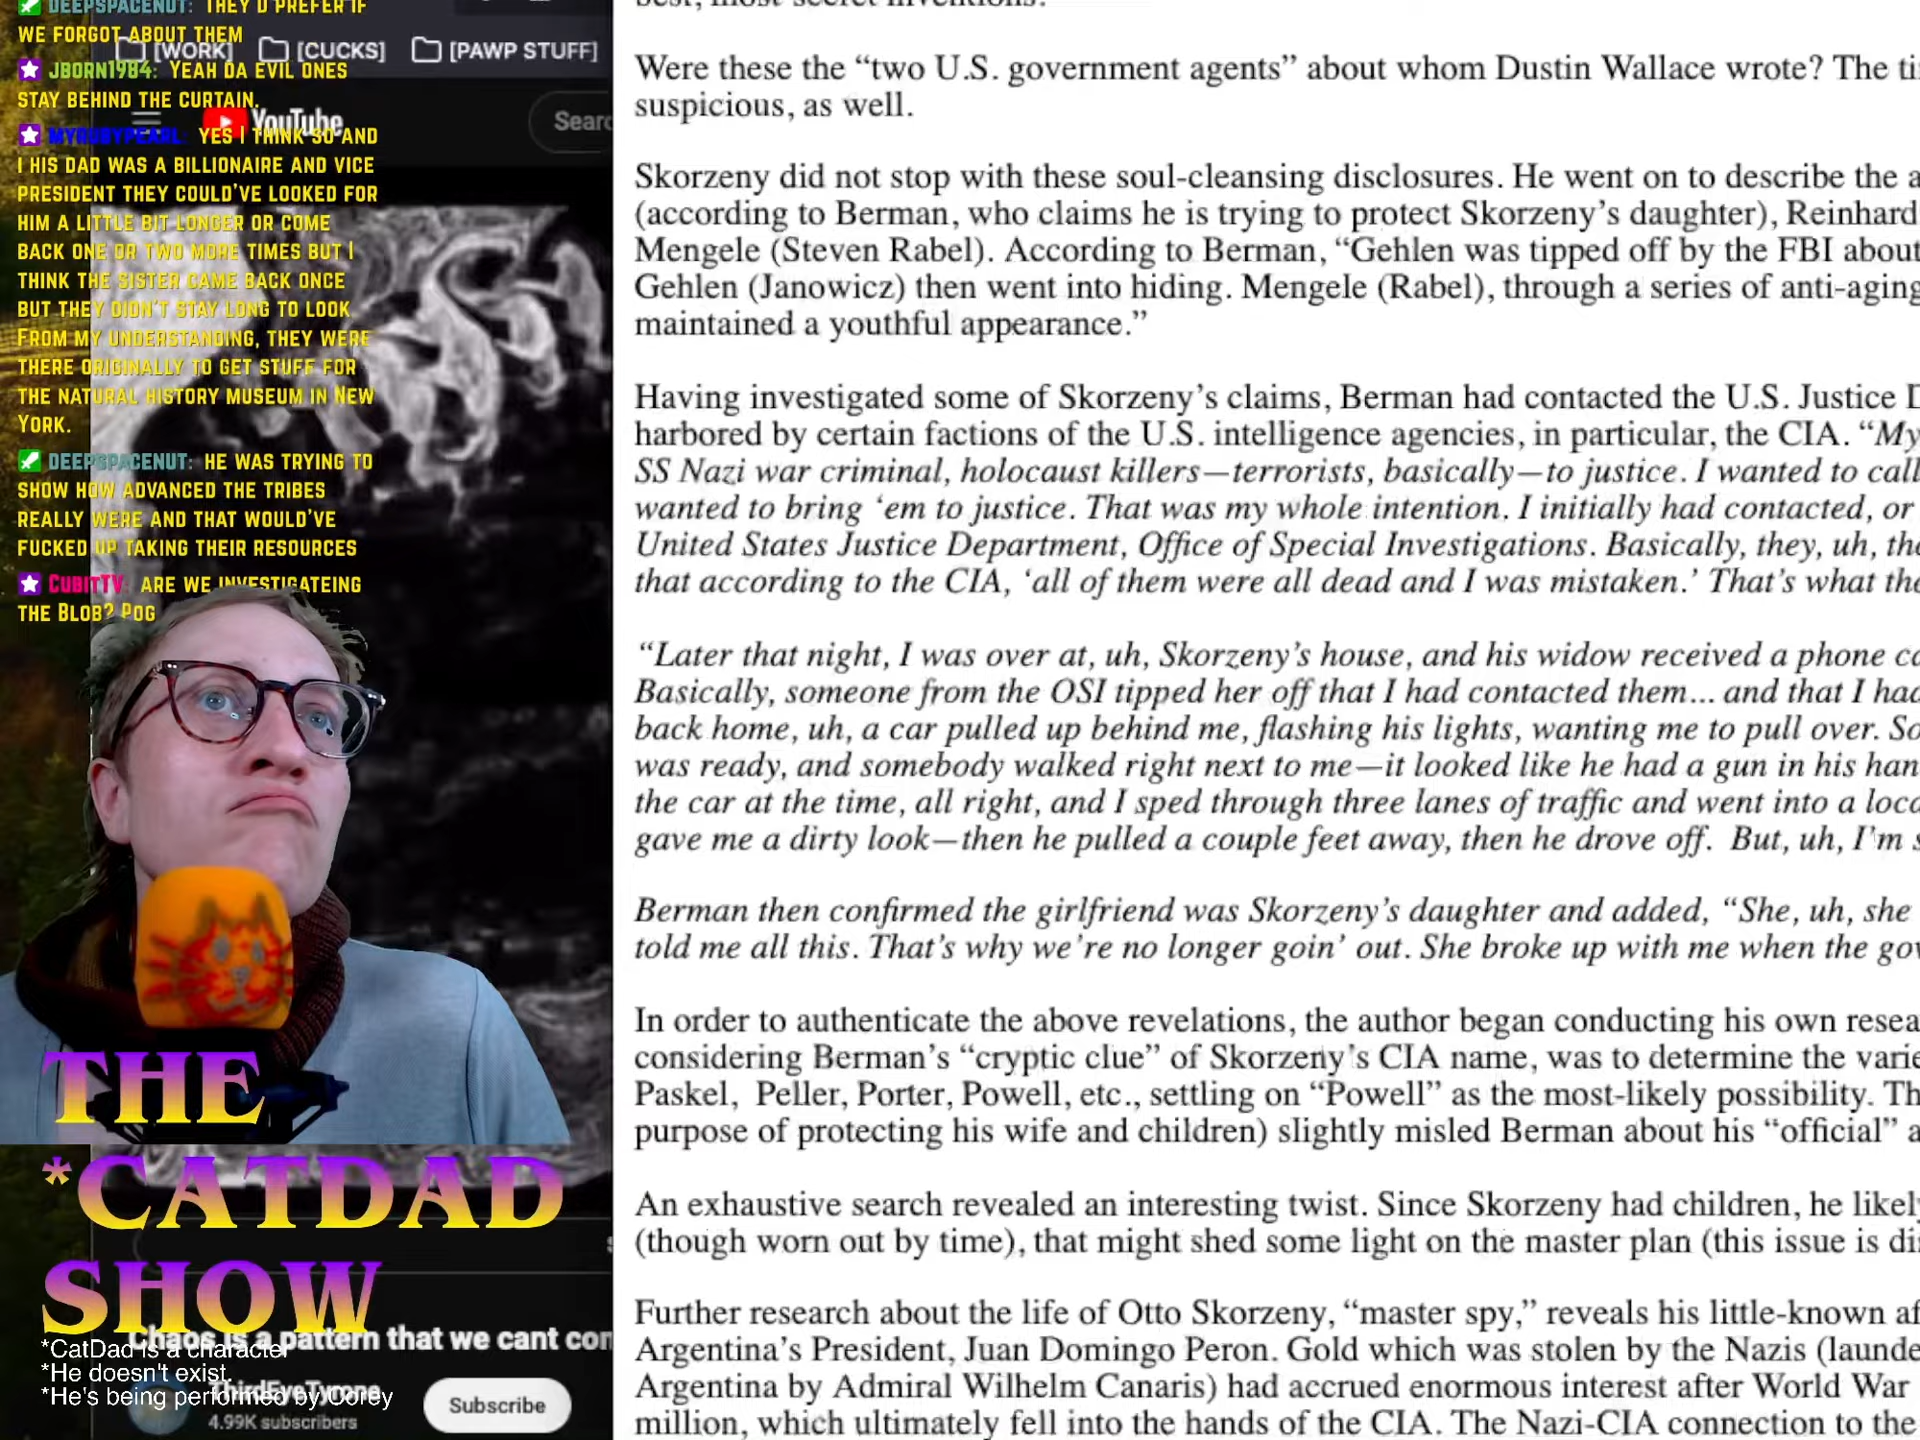 DEEPSPACENUT: THEY'D PREFER IF
WE FORGOT ABOUT THEM
JBORN1984: YEAH DA EVIL ONES
STAY BEHIND THE CURTAIN.
MYRUBYPEARL: YES I THINK SO AND
I HIS DAD WAS A BILLIONAIRE AND VICE
PRESIDENT THEY COULD'VE LOOKED FOR
HIM A LITTLE BIT LONGER OR COME
BACK ONE OR TWO MORE TIMES BUT I
THINK THE SISTER CAME BACK ONCE
BUT THEY DIDN'T STAY LONG TO LOOK
FROM MY UNDERSTANDING, THEY WERE
THERE ORIGINALLY TO GET STUFF FOR
THE NATURAL HISTORY MUSEUM IN NEW
YORK.
DEEPSPACENUT: HE WAS TRYING TO
SHOW HOW ADVANCED THE TRIBES
REALLY WERE AND THAT WOULD'VE
FUCKED UP TAKING THEIR RESOURCES
CUBITTV: ARE WE INVESTIGATEING
THE BLOB? POG
[WORK] [CUCKS] [PAWP STUFF]
YouTube
Searc
THE
*CATDAD
SHOW
*CatDad is a character
*He doesn't exist.
*He's being performed by Corey
Chaos is a pattern that we cant con
ThirdEyeTyrone
4.99K subscribers
Subscribe
best, most secret inventions.
Were these the “two U.S. government agents” about whom Dustin Wallace wrote? The ti
suspicious, as well.
Skorzeny did not stop with these soul-cleansing disclosures. He went on to describe the a
(according to Berman, who claims he is trying to protect Skorzeny’s daughter), Reinhard
Mengele (Steven Rabel). According to Berman, “Gehlen was tipped off by the FBI about
Gehlen (Janowicz) then went into hiding. Mengele (Rabel), through a series of anti-aging
maintained a youthful appearance.”
Having investigated some of Skorzeny’s claims, Berman had contacted the U.S. Justice D
harbored by certain factions of the U.S. intelligence agencies, in particular, the CIA. “My
SS Nazi war criminal, holocaust killers—terrorists, basically—to justice. I wanted to call
wanted to bring ‘em to justice. That was my whole intention. I initially had contacted, or
United States Justice Department, Office of Special Investigations. Basically, they, uh, the
that according to the CIA, ‘all of them were all dead and I was mistaken.’ That’s what the
“Later that night, I was over at, uh, Skorzeny’s house, and his widow received a phone ca
Basically, someone from the OSI tipped her off that I had contacted them... and that I had
back home, uh, a car pulled up behind me, flashing his lights, wanting me to pull over. So
was ready, and somebody walked right next to me—it looked like he had a gun in his han
the car at the time, all right, and I sped through three lanes of traffic and went into a loca
gave me a dirty look—then he pulled a couple feet away, then he drove off. But, uh, I’m s
Berman then confirmed the girlfriend was Skorzeny’s daughter and added, “She, uh, she
told me all this. That’s why we’re no longer goin’ out. She broke up with me when the gov
In order to authenticate the above revelations, the author began conducting his own resea
considering Berman’s “cryptic clue” of Skorzeny’s CIA name, was to determine the varie
Paskel, Peller, Porter, Powell, etc., settling on “Powell” as the most-likely possibility. Th
purpose of protecting his wife and children) slightly misled Berman about his “official” a
An exhaustive search revealed an interesting twist. Since Skorzeny had children, he likely
(though worn out by time), that might shed some light on the master plan (this issue is di
Further research about the life of Otto Skorzeny, “master spy,” reveals his little-known af
Argentina’s President, Juan Domingo Peron. Gold which was stolen by the Nazis (launde
Argentina by Admiral Wilhelm Canaris) had accrued enormous interest after World War
million, which ultimately fell into the hands of the CIA. The Nazi-CIA connection to the